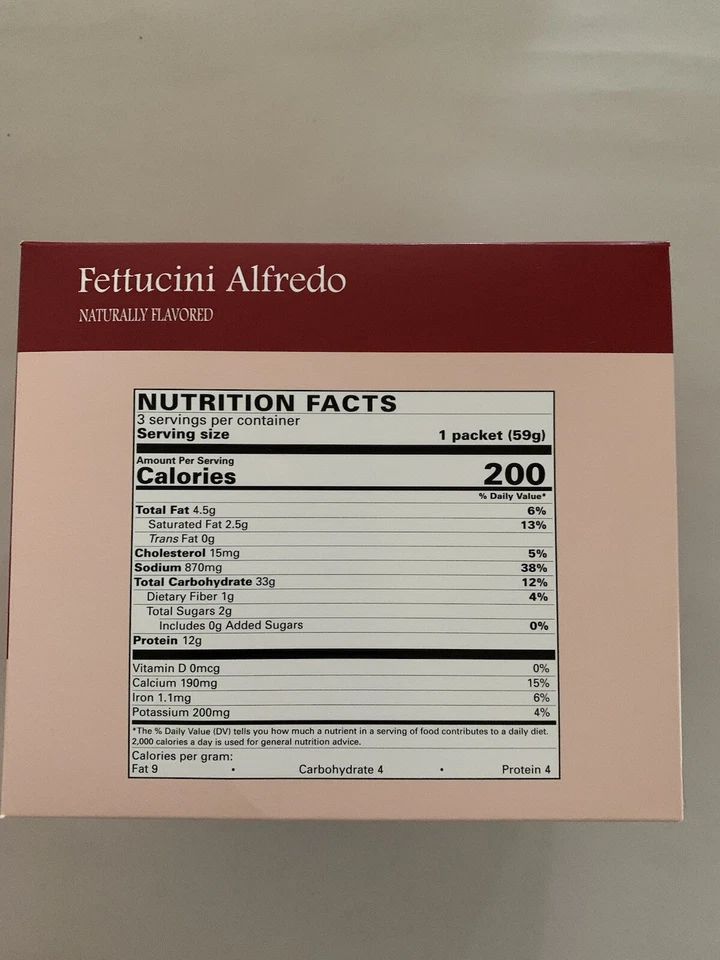 Fettucini Alfredo
NATURALLY FLAVORED
NUTRITION FACTS
3 servings per container
Serving size 1 packet (59g)
Amount Per Serving
Calories 200
% Daily Value*
Total Fat 4.5g 6%
Saturated Fat 2.5g 13%
Trans Fat 0g
Cholesterol 15mg 5%
Sodium 870mg 38%
Total Carbohydrate 33g 12%
Dietary Fiber 1g 4%
Total Sugars 2g
Includes 0g Added Sugars 0%
Protein 12g
Vitamin D 0mcg 0%
Calcium 190mg 15%
Iron 1.1mg 6%
Potassium 200mg 4%
*The % Daily Value (DV) tells you how much a nutrient in a serving of food contributes to a daily diet.
2,000 calories a day is used for general nutrition advice.
Calories per gram:
Fat 9 • Carbohydrate 4 • Protein 4